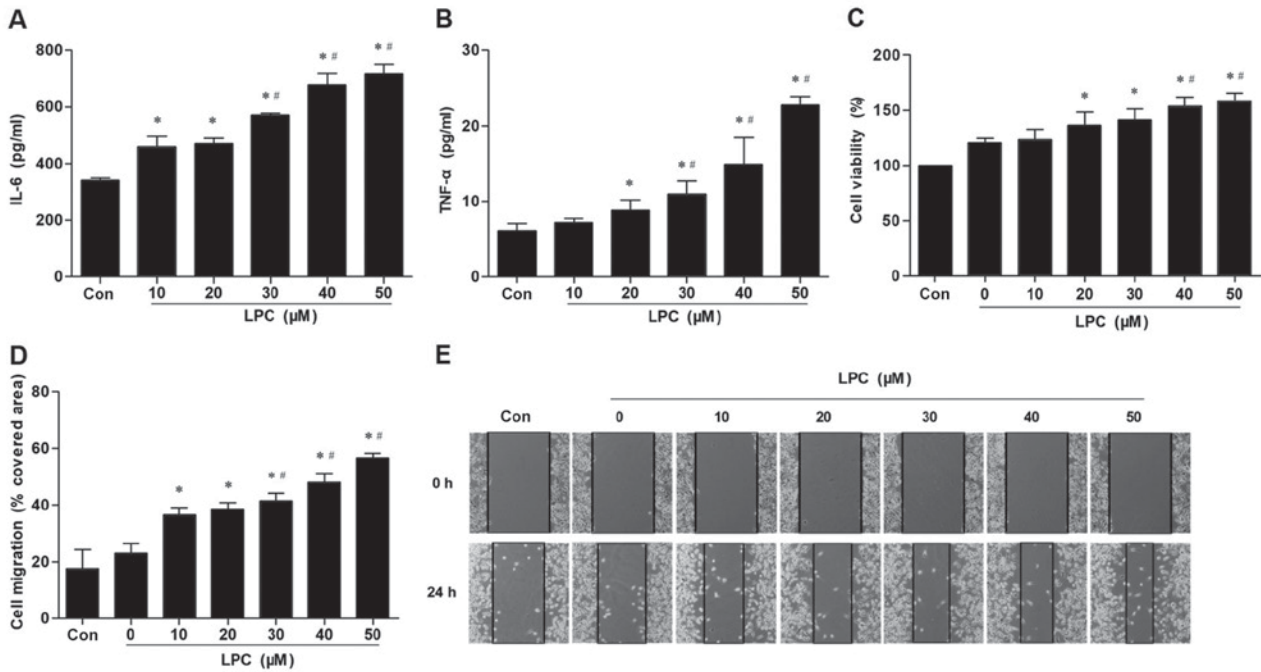 A
IL-6 (pg/ml)
800
600
400
200
0
* * * # * # * #
Con 10 20 30 40 50
LPC (µM)
B
TNF-α (pg/ml)
30
20
10
0
* * # * # * #
Con 10 20 30 40 50
LPC (µM)
C
Cell viability (%)
200
150
100
50
0
* * * # * #
Con 0 10 20 30 40 50
LPC (µM)
D
Cell migration (% covered area)
80
60
40
20
0
* * * # * # * #
Con 0 10 20 30 40 50
LPC (µM)
E
LPC (µM)
Con 0 10 20 30 40 50
0 h
24 h